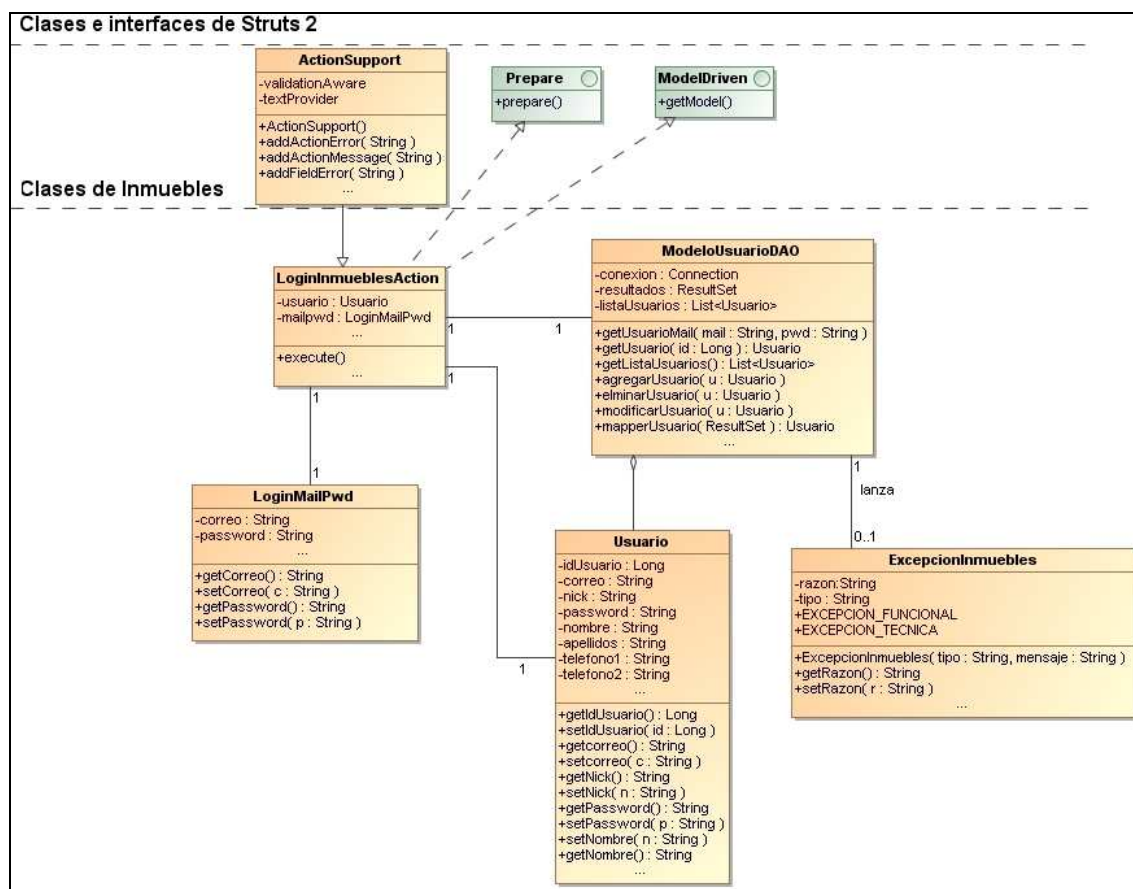 Clases e interfaces de Struts 2
ActionSupport
-validationAware
-textProvider
+ActionSupport()
+addActionError( String )
+addActionMessage( String )
+addFieldError( String )
...
Prepare
+prepare()
ModelDriven
+getModel()
Clases de Inmuebles
LoginInmueblesAction
-usuario : Usuario
-mailpwd : LoginMailPwd
...
+execute()
...
1
1
1
ModeloUsuarioDAO
-conexion : Connection
-resultados : ResultSet
-listaUsuarios : List<Usuario>
+getUsuarioMail( mail : String, pwd : String )
+getUsuario( id : Long ) : Usuario
+getListaUsuarios() : List<Usuario>
+agregarUsuario( u : Usuario )
+elminarUsuario( u : Usuario )
+modificarUsuario( u : Usuario )
+mapperUsuario( ResultSet ) : Usuario
...
1
1
1
lanza
0..1
LoginMailPwd
-correo : String
-password : String
...
+getCorreo() : String
+setCorreo( c : String )
+getPassword() : String
+setPassword( p : String )
Usuario
-idUsuario : Long
-correo : String
-nick : String
-password : String
-nombre : String
-apellidos : String
-telefono1 : String
-telefono2 : String
...
+getIdUsuario() : Long
+setIdUsuario( id : Long )
+getcorreo() : String
+setcorreo( c : String )
+getNick() : String
+setNick( n : String )
+getPassword() : String
+setPassword( p : String )
+setNombre( n : String )
+getNombre() : String
...
1
ExcepcionInmuebles
-razon:String
-tipo : String
+EXCEPCION_FUNCIONAL
+EXCEPCION_TECNICA
+ExcepcionInmuebles( tipo : String, mensaje : String )
+getRazon() : String
+setRazon( r : String )
...